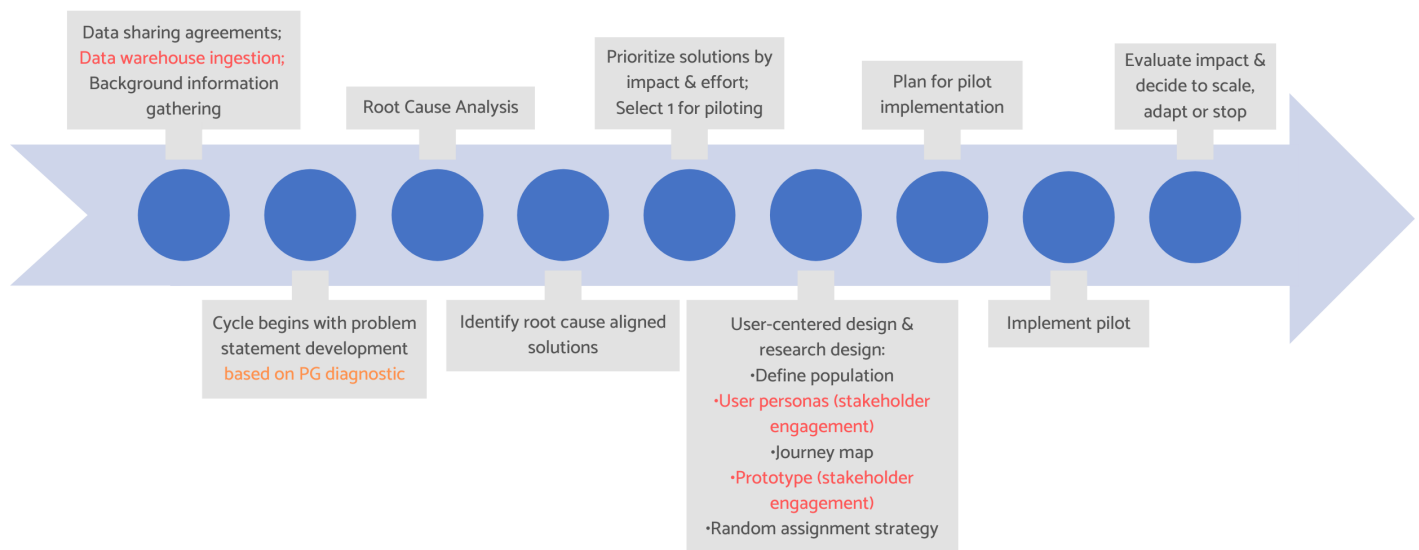 Data sharing agreements;
Data warehouse ingestion;
Background information
gathering
Cycle begins with problem
statement development
based on PG diagnostic
Root Cause Analysis
Identify root cause aligned
solutions
Prioritize solutions by
impact & effort;
Select 1 for piloting
User-centered design &
research design:
•Define population
•User personas (stakeholder
engagement)
•Journey map
•Prototype (stakeholder
engagement)
•Random assignment strategy
Plan for pilot
implementation
Implement pilot
Evaluate impact &
decide to scale,
adapt or stop